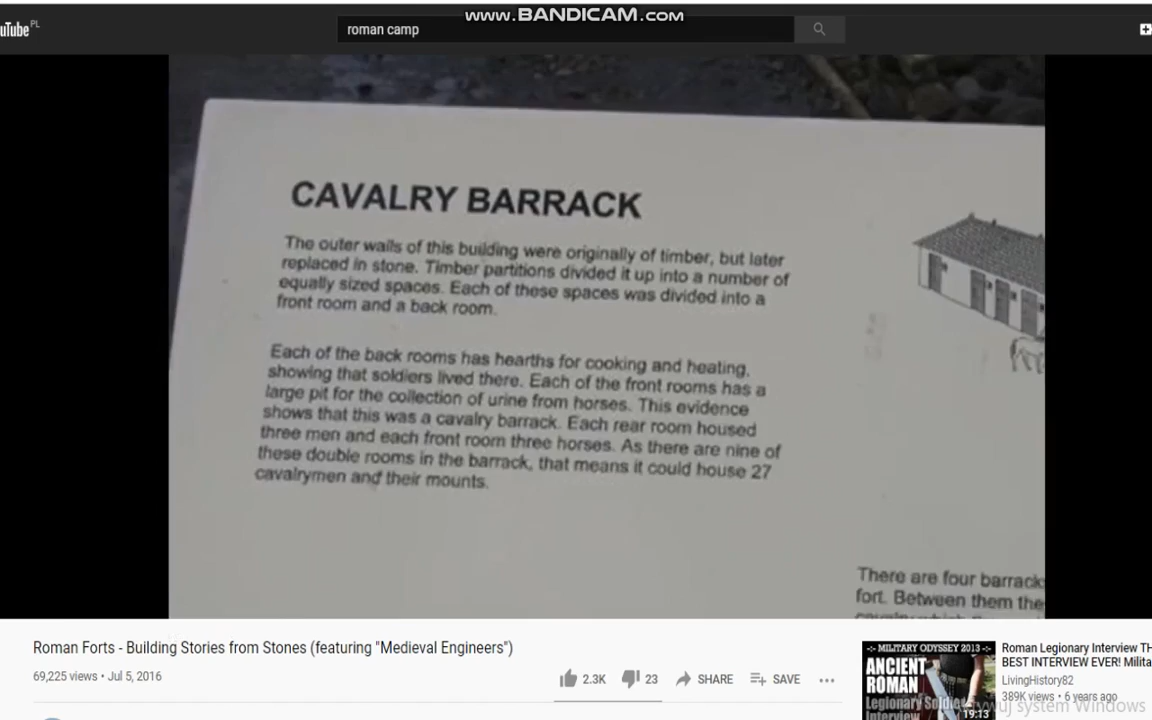 www.BANDICAM.com
uTube PL
roman camp
CAVALRY BARRACK
The outer walls of this building were originally of timber, but later
replaced in stone. Timber partitions divided it up into a number of
equally sized spaces. Each of these spaces was divided into a
front room and a back room.
Each of the back rooms has hearths for cooking and heating,
showing that soldiers lived there. Each of the front rooms has a
large pit for the collection of urine from horses. This evidence
shows that this was a cavalry barrack. Each rear room housed
three men and each front room three horses. As there are nine of
these double rooms in the barrack, that means it could house 27
cavalrymen and their mounts.
There are four barrack
fort. Between them the
Roman Forts - Building Stories from Stones (featuring "Medieval Engineers")
69,225 views • Jul 5, 2016
2.3K
23
SHARE
SAVE
-:- MILITARY ODYSSEY 2013 -:-
ANCIENT
ROMAN
Legionary Soldie
Interview
19:13
Roman Legionary Interview TH
BEST INTERVIEW EVER! Milita
LivingHistory82
389K views • 6 years ago
system Windows